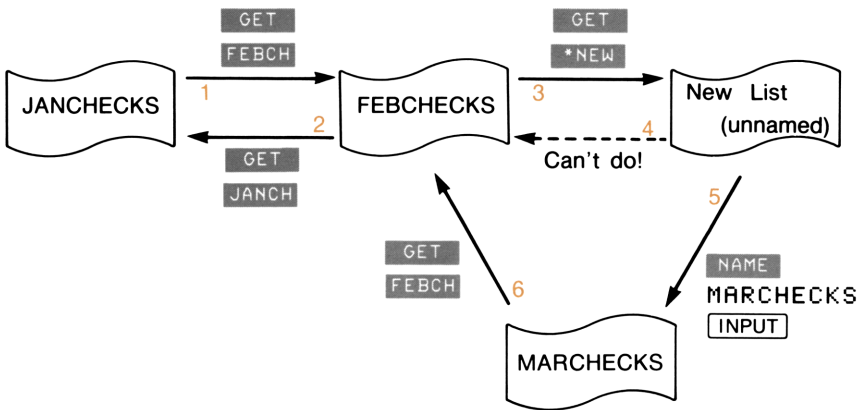 GET
FEBCH
GET
*NEW
JANCHECKS
1
FEBCHECKS
3
New List
(unnamed)
2
4
GET
JANCH
Can't do!
5
GET
FEBCH
6
NAME
MARCHECKS
INPUT
MARCHECKS